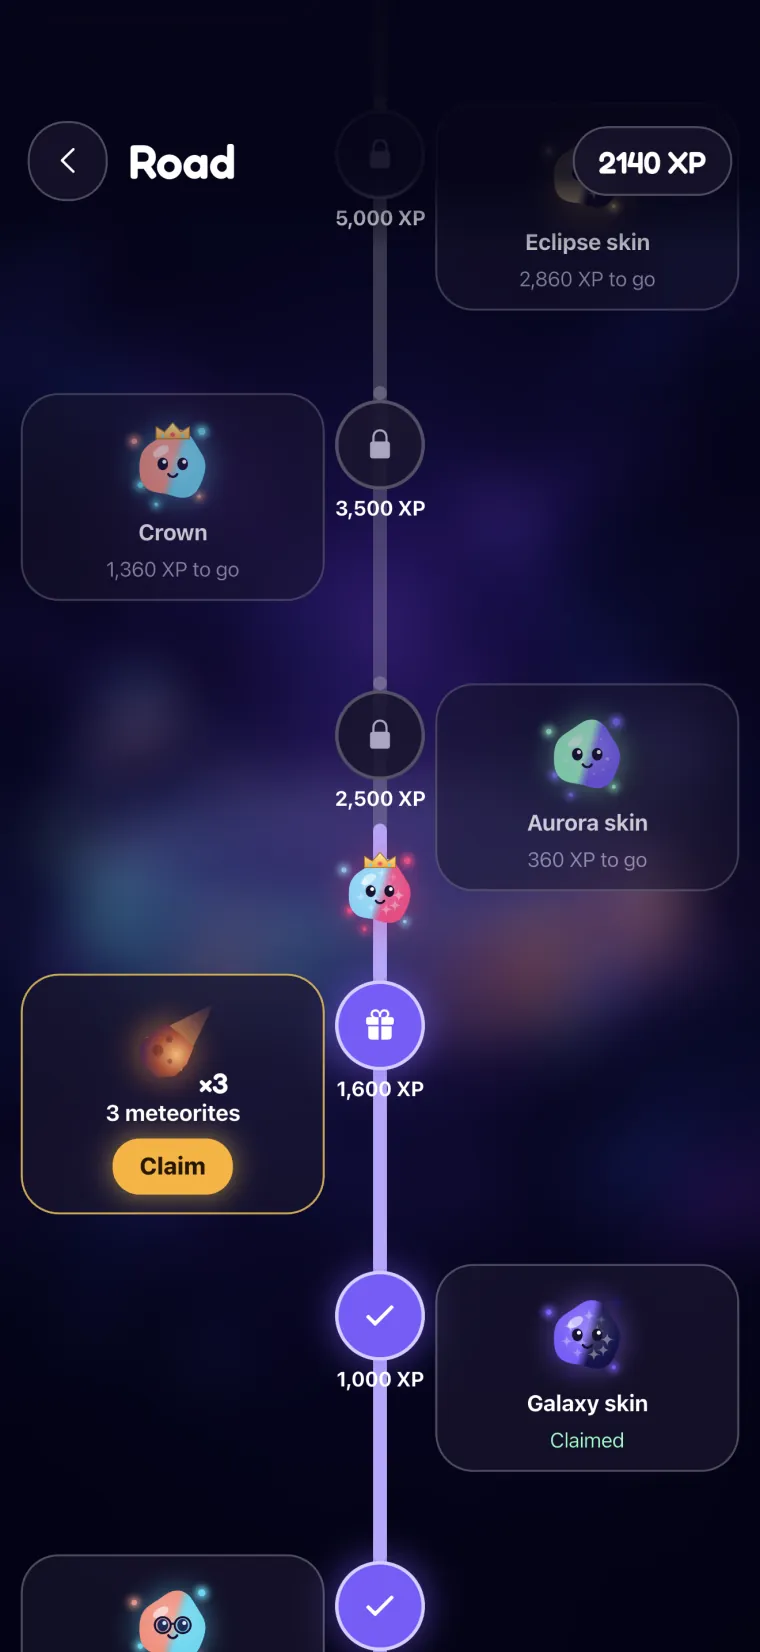 Road
2140 XP
5,000 XP
Eclipse skin
2,860 XP to go
3,500 XP
Crown
1,360 XP to go
2,500 XP
Aurora skin
360 XP to go
×3
3 meteorites
Claim
1,600 XP
1,000 XP
Galaxy skin
Claimed